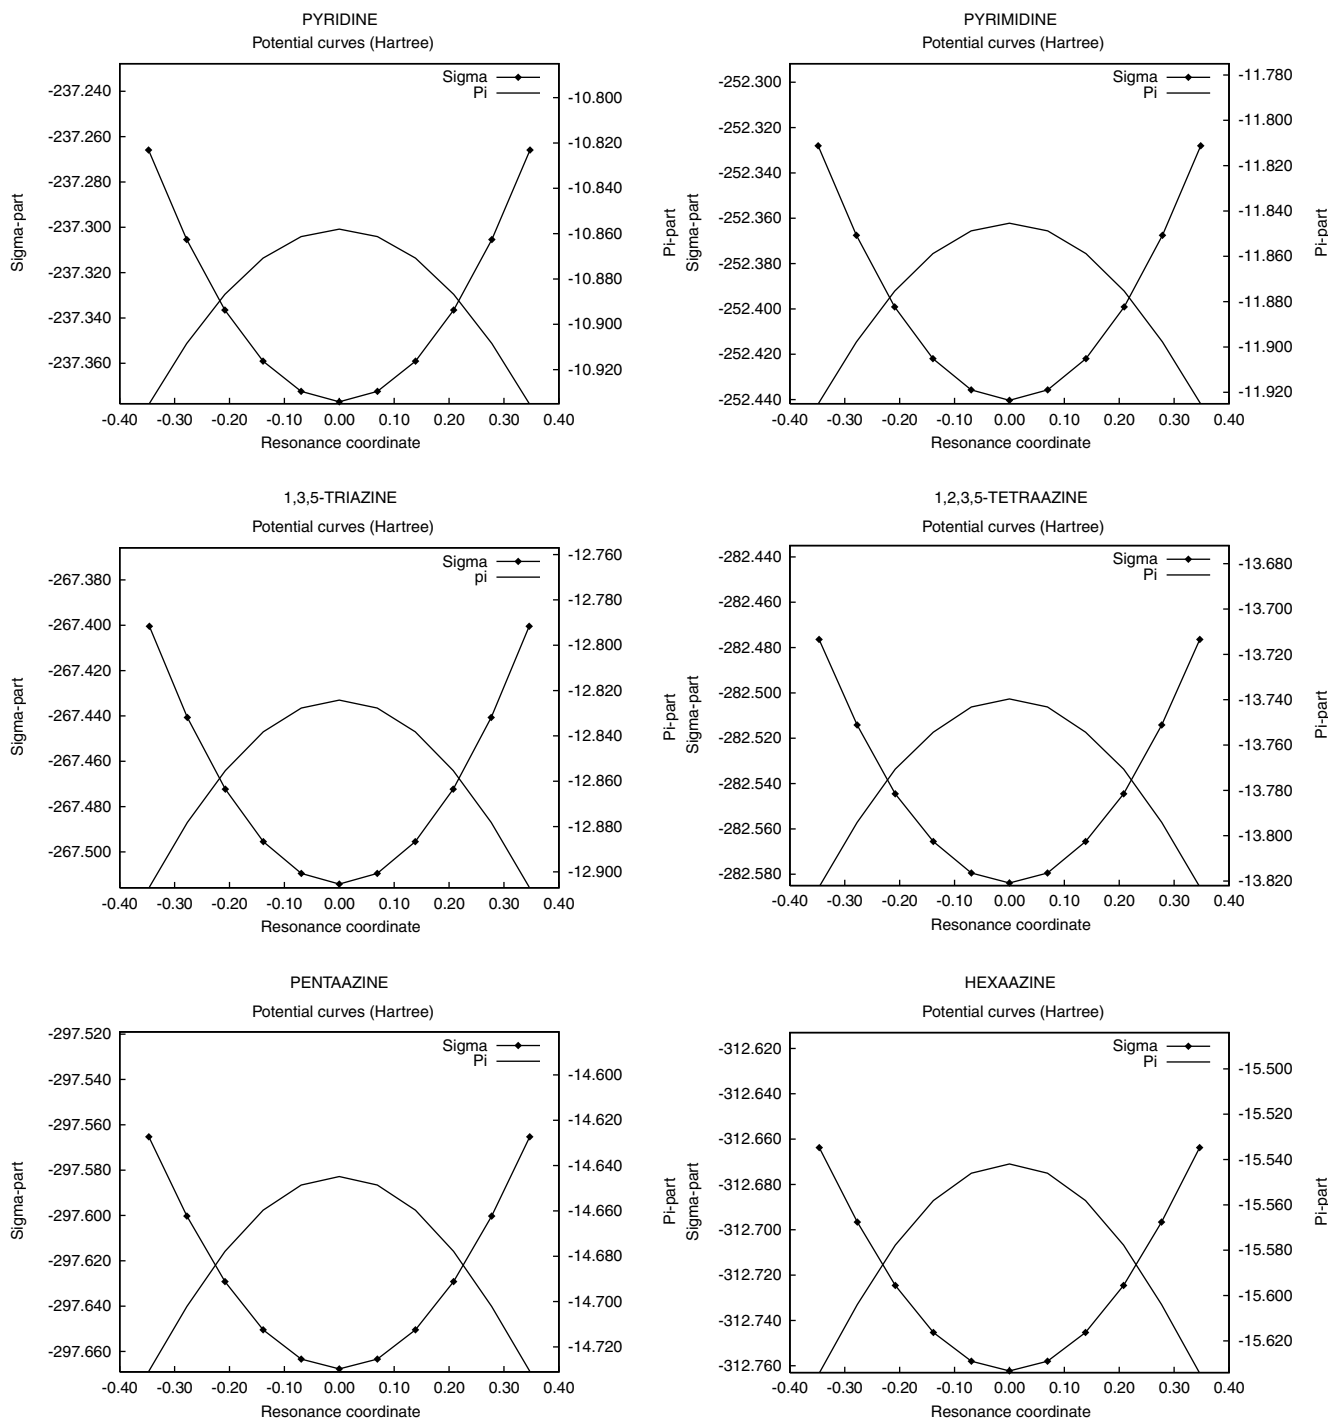 PYRIDINE
Potential curves (Hartree)
Sigma
Pi
-237.240
-237.260
-237.280
-237.300
-237.320
-237.340
-237.360
Sigma-part
-10.800
-10.820
-10.840
-10.860
-10.880
-10.900
-10.920
Pi-part
-0.40 -0.30 -0.20 -0.10 0.00 0.10 0.20 0.30 0.40
Resonance coordinate
PYRIMIDINE
Potential curves (Hartree)
Sigma
Pi
-252.300
-252.320
-252.340
-252.360
-252.380
-252.400
-252.420
-252.440
Sigma-part
-11.780
-11.800
-11.820
-11.840
-11.860
-11.880
-11.900
-11.920
Pi-part
-0.40 -0.30 -0.20 -0.10 0.00 0.10 0.20 0.30 0.40
Resonance coordinate
1,3,5-TRIAZINE
Potential curves (Hartree)
Sigma
pi
-267.380
-267.400
-267.420
-267.440
-267.460
-267.480
-267.500
Sigma-part
-12.760
-12.780
-12.800
-12.820
-12.840
-12.860
-12.880
-12.900
Pi-part
-0.40 -0.30 -0.20 -0.10 0.00 0.10 0.20 0.30 0.40
Resonance coordinate
1,2,3,5-TETRAAZINE
Potential curves (Hartree)
Sigma
Pi
-282.440
-282.460
-282.480
-282.500
-282.520
-282.540
-282.560
-282.580
Sigma-part
-13.680
-13.700
-13.720
-13.740
-13.760
-13.780
-13.800
-13.820
Pi-part
-0.40 -0.30 -0.20 -0.10 0.00 0.10 0.20 0.30 0.40
Resonance coordinate
PENTAAZINE
Potential curves (Hartree)
Sigma
Pi
-297.520
-297.540
-297.560
-297.580
-297.600
-297.620
-297.640
-297.660
Sigma-part
-14.600
-14.620
-14.640
-14.660
-14.680
-14.700
-14.720
Pi-part
-0.40 -0.30 -0.20 -0.10 0.00 0.10 0.20 0.30 0.40
Resonance coordinate
HEXAAZINE
Potential curves (Hartree)
Sigma
Pi
-312.620
-312.640
-312.660
-312.680
-312.700
-312.720
-312.740
-312.760
Sigma-part
-15.500
-15.520
-15.540
-15.560
-15.580
-15.600
-15.620
Pi-part
-0.40 -0.30 -0.20 -0.10 0.00 0.10 0.20 0.30 0.40
Resonance coordinate